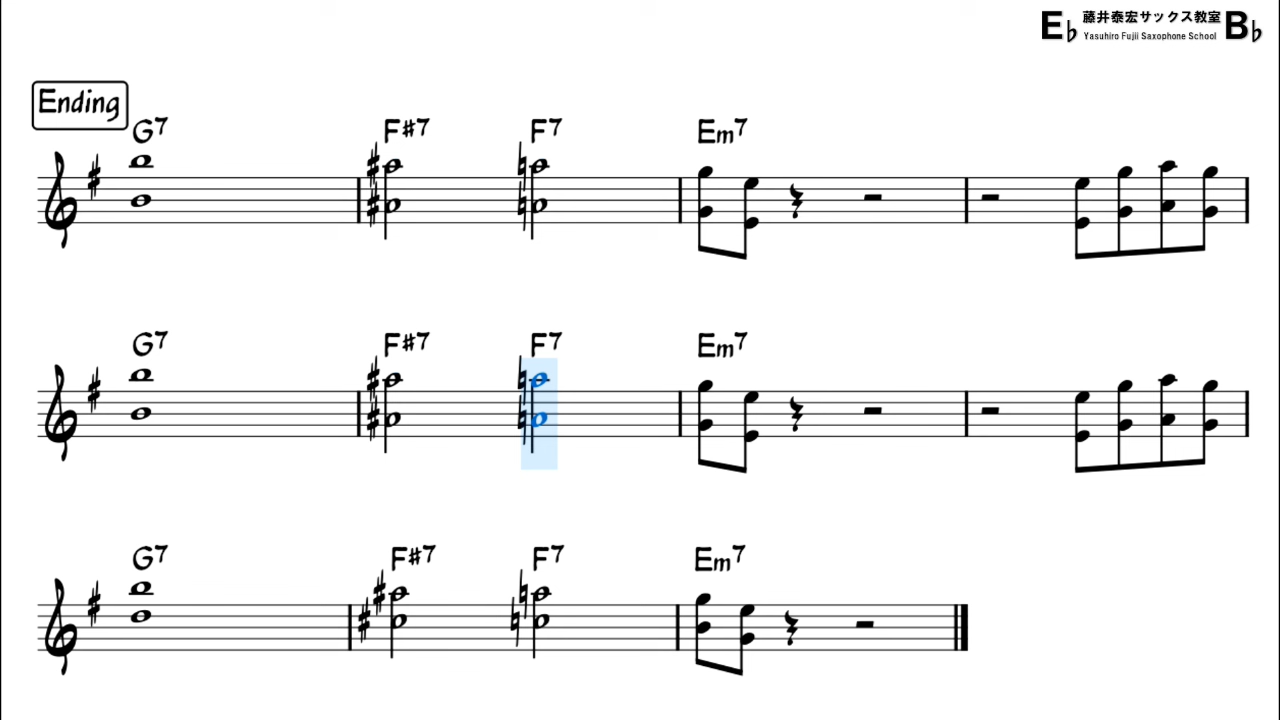 E♭ 藤井泰宏サックス教室 B♭
Yasuhiro Fujii Saxophone School
Ending
G7 F#7 F7 Em7
G7 F#7 F7 Em7
G7 F#7 F7 Em7